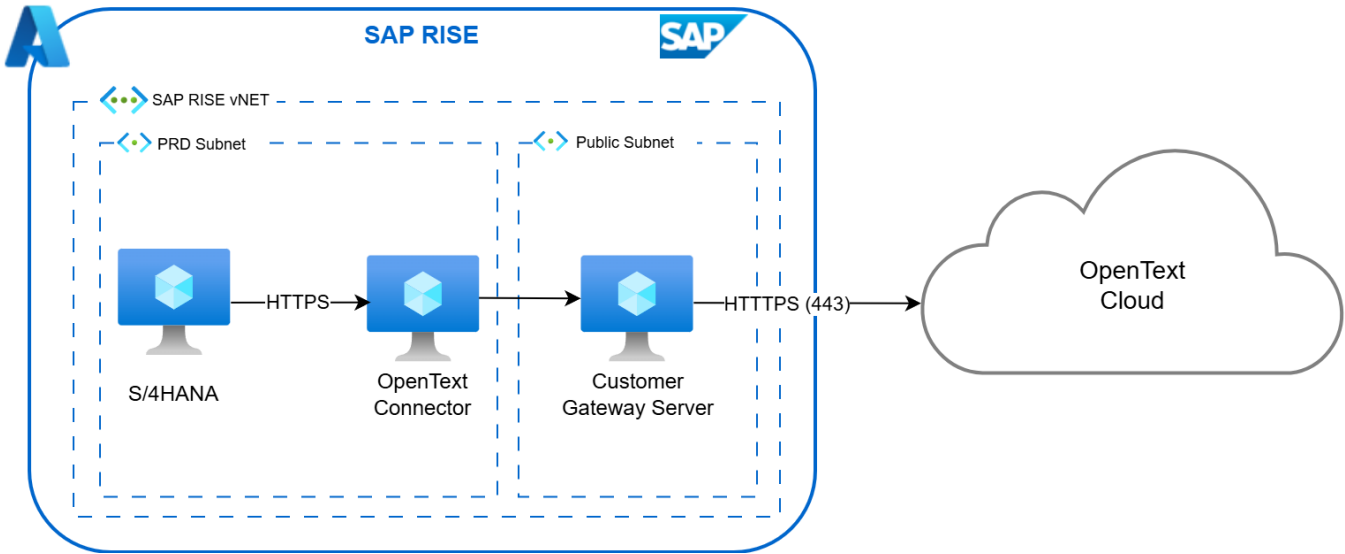 SAP RISE
SAP
SAP RISE vNET
PRD Subnet
Public Subnet
HTTPS
HTTTPS (443)
S/4HANA
OpenText
Connector
Customer
Gateway Server
OpenText
Cloud